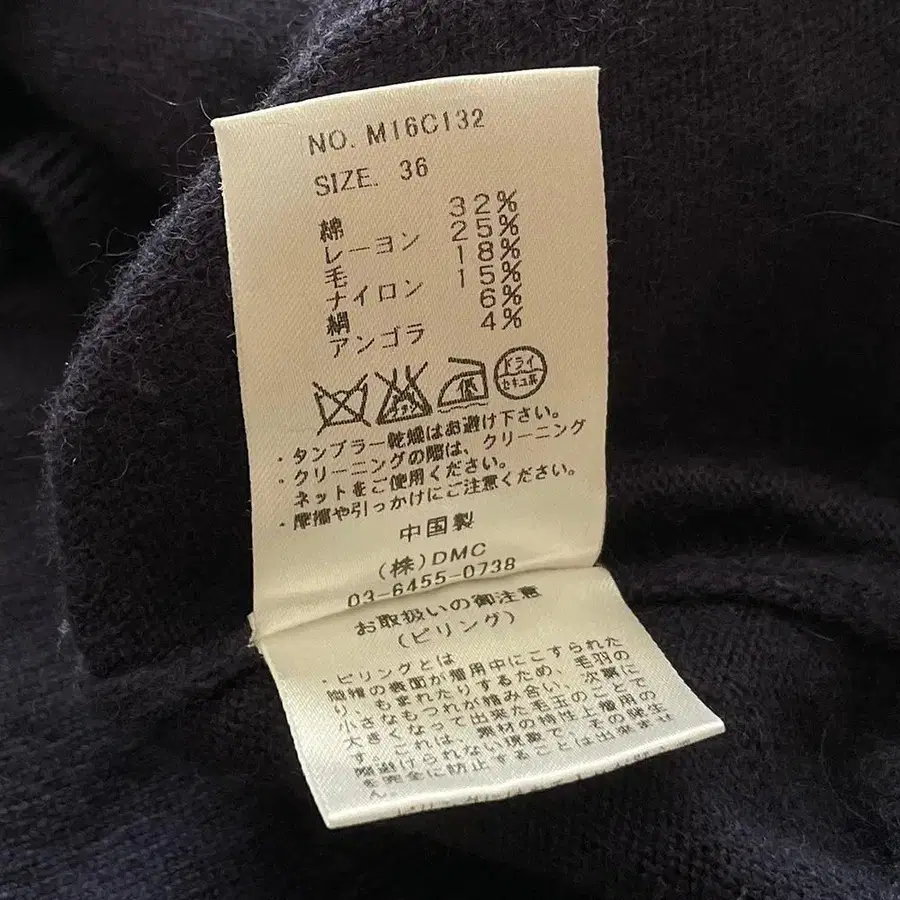 NO. M16C132
SIZE. 36
綿 32%
レーヨン 25%
毛 18%
ナイロン 15%
絹 6%
アンゴラ 4%
低
ドライ
セキユ系
・タンブラー乾燥はお避け下さい。
・クリーニングの際は、クリーニング
ネットをご使用ください。
・摩擦や引っかけにご注意ください。
中国製
(株)DMC
03-6455-0738
お取扱いの御注意
(ピリング)
・ピリングとは
の表面が着用中にこすられた
り、もまれたりするため、毛羽の
小さなもつれが絡み合い、次第に
大きくなって出来た毛玉のことで
す。これは、素材の特性上着用の
際避けられない現象で、その発生
を完全に防止することは出来ませ
ん。